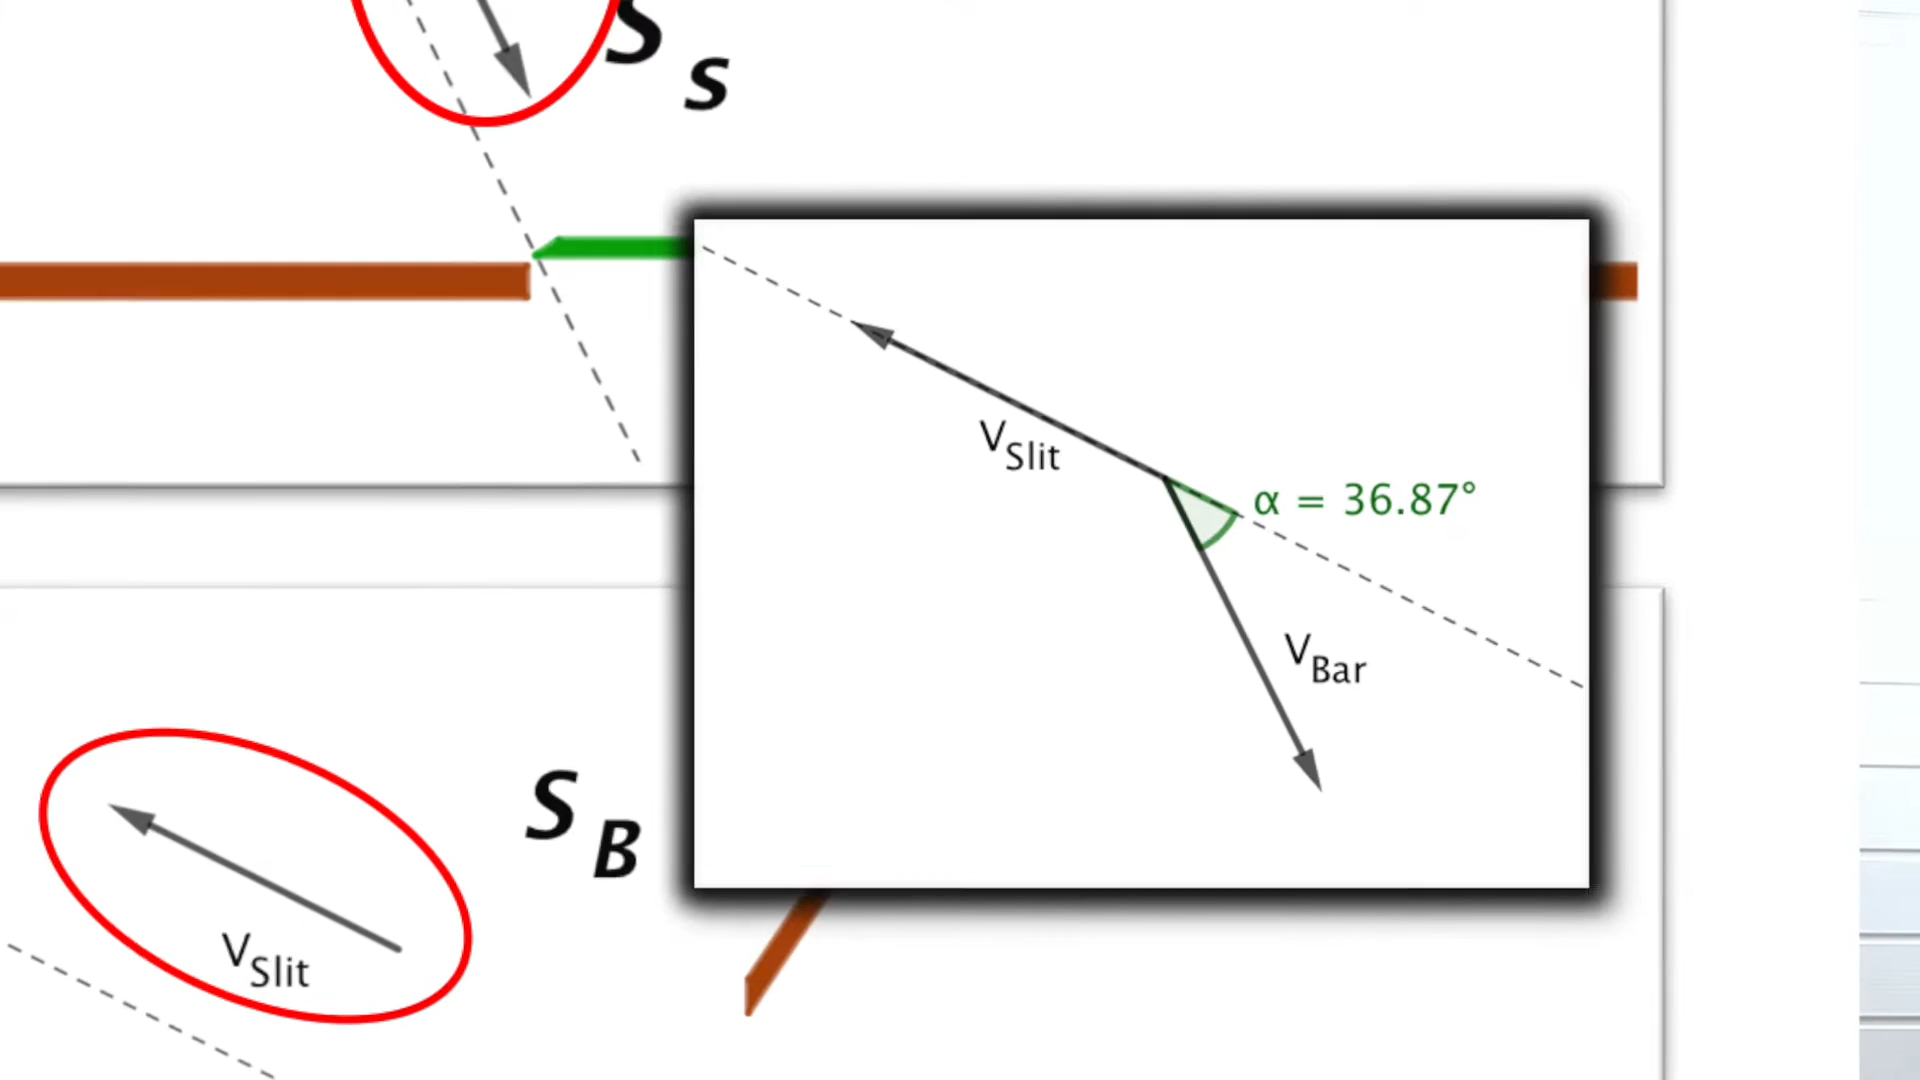 S S
V Slit
α = 36.87°
V Bar
S B
V Slit